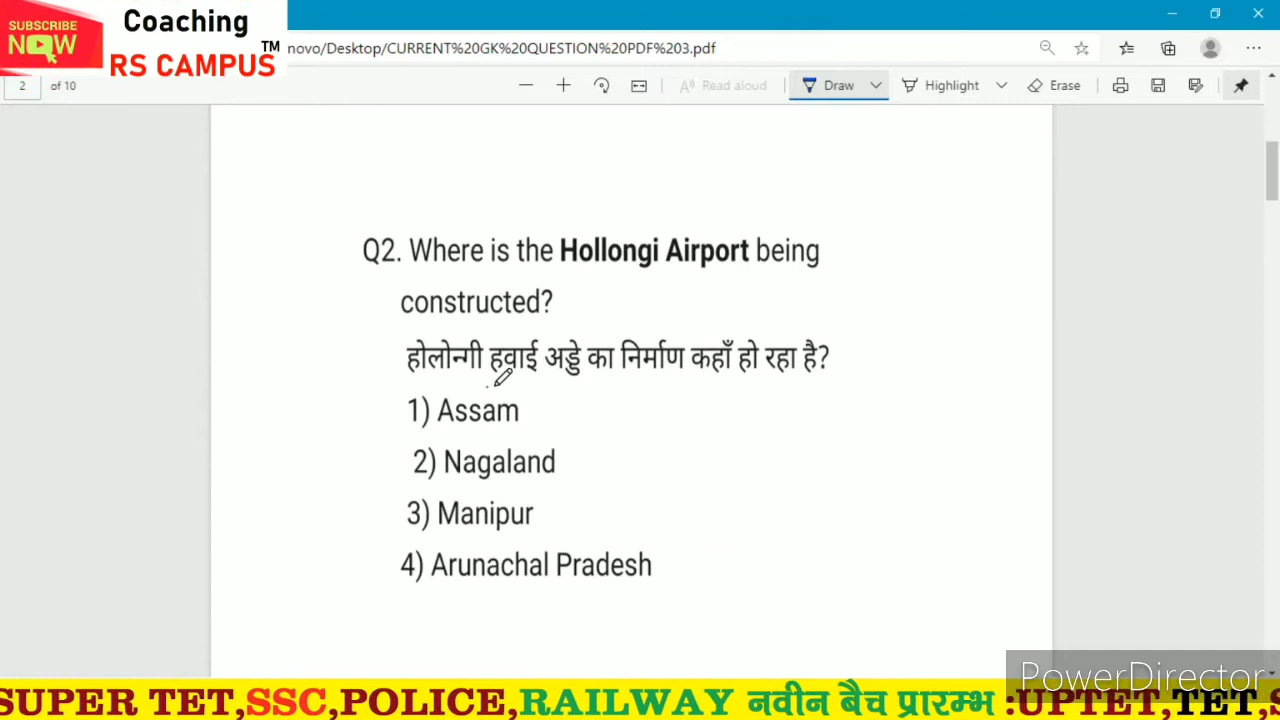 SUBSCRIBE
NOW
Coaching
RS CAMPUS™
novo/Desktop/CURRENT%20GK%20QUESTION%20PDF%203.pdf
2 of 10
Read aloud
Draw
Highlight
Erase
Q2. Where is the Hollongi Airport being
constructed?
होलोन्गी हवाई अड्डे का निर्माण कहाँ हो रहा है?
1) Assam
2) Nagaland
3) Manipur
4) Arunachal Pradesh
PowerDirector
SUPER TET,SSC,POLICE,RAILWAY नवीन बैच प्रारम्भ :UPTET,TET,S